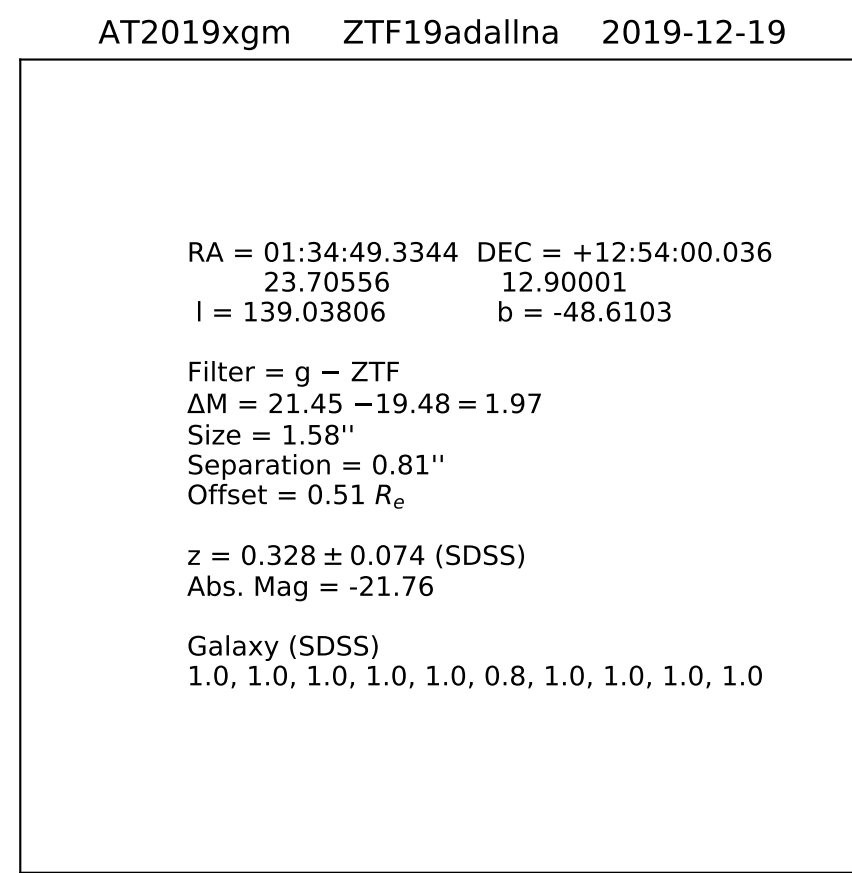 AT2019xgm ZTF19adallna 2019-12-19
RA = 01:34:49.3344 DEC = +12:54:00.036
23.70556 12.90001
l = 139.03806 b = -48.6103
Filter = g − ZTF
ΔM = 21.45 −19.48 = 1.97
Size = 1.58''
Separation = 0.81''
Offset = 0.51 Rₑ
z = 0.328 ± 0.074 (SDSS)
Abs. Mag = -21.76
Galaxy (SDSS)
1.0, 1.0, 1.0, 1.0, 1.0, 0.8, 1.0, 1.0, 1.0, 1.0